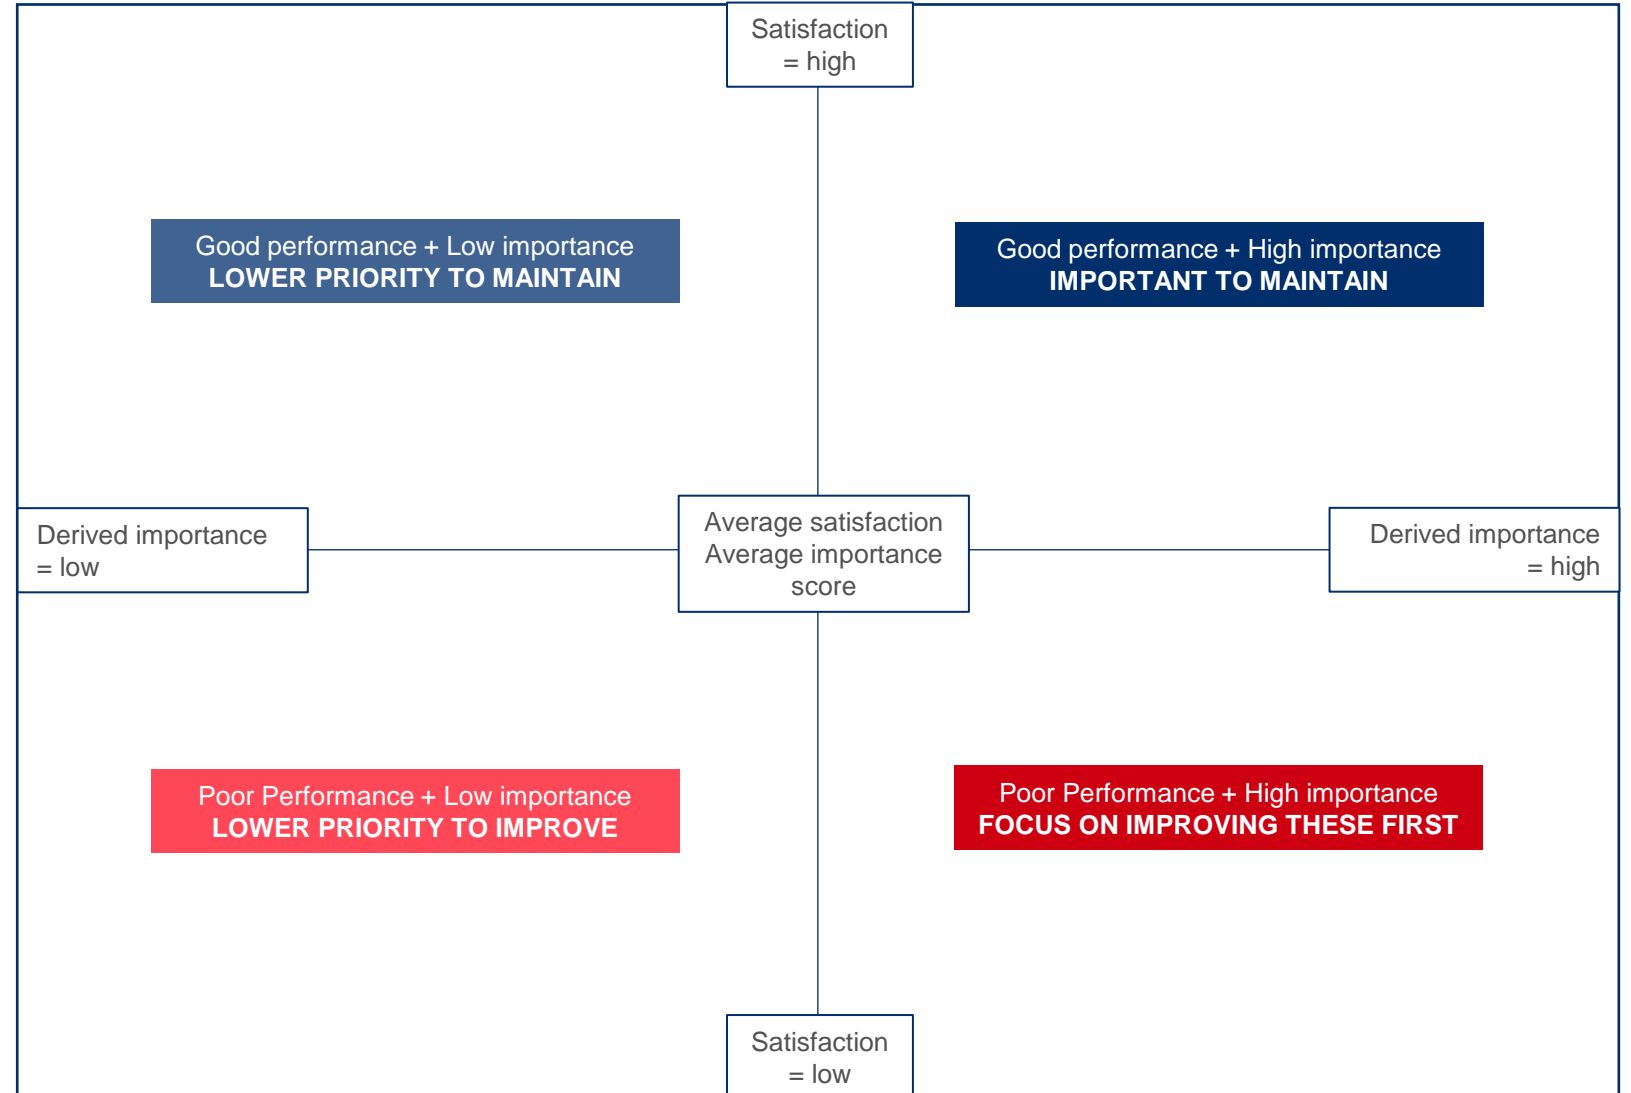 Satisfaction
= high
Good performance + Low importance
LOWER PRIORITY TO MAINTAIN
Good performance + High importance
IMPORTANT TO MAINTAIN
Derived importance
= low
Average satisfaction
Average importance
score
Derived importance
= high
Poor Performance + Low importance
LOWER PRIORITY TO IMPROVE
Poor Performance + High importance
FOCUS ON IMPROVING THESE FIRST
Satisfaction
= low